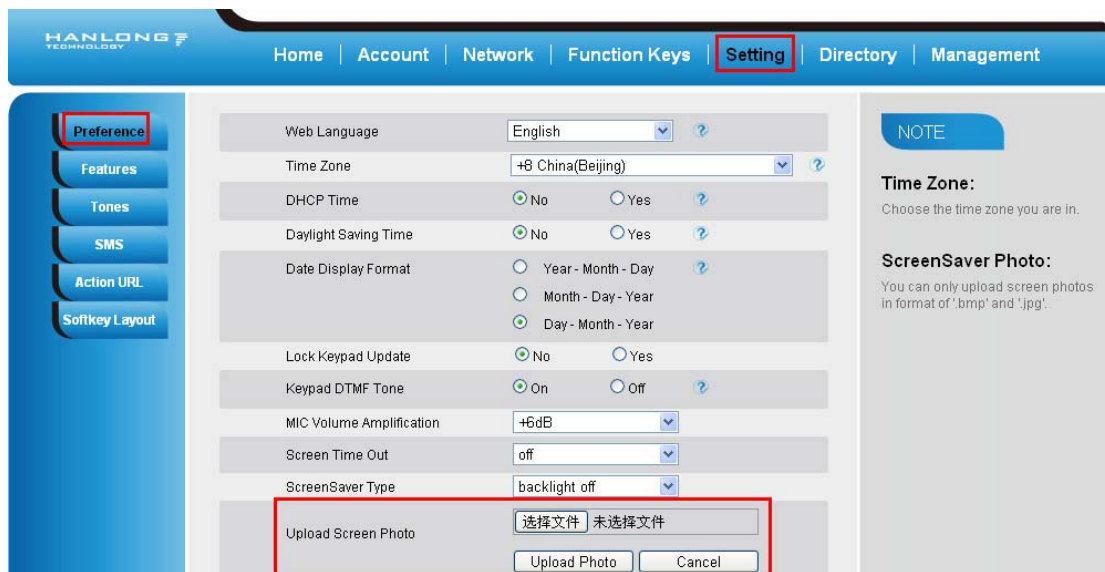 HANLONG
TECHNOLOGY
Home | Account | Network | Function Keys | Setting | Directory | Management
Preference
Features
Tones
SMS
Action URL
Softkey Layout
Web Language English ?
Time Zone +8 China(Beijing) ?
DHCP Time No Yes ?
Daylight Saving Time No Yes ?
Date Display Format Year - Month - Day ?
Month - Day - Year
Day - Month - Year
Lock Keypad Update No Yes
Keypad DTMF Tone On Off ?
MIC Volume Amplification +6dB
Screen Time Out off
ScreenSaver Type backlight off
Upload Screen Photo 选择文件 未选择文件
Upload Photo Cancel
NOTE
Time Zone:
Choose the time zone you are in.
ScreenSaver Photo:
You can only upload screen photos
in format of '.bmp' and '.jpg'.